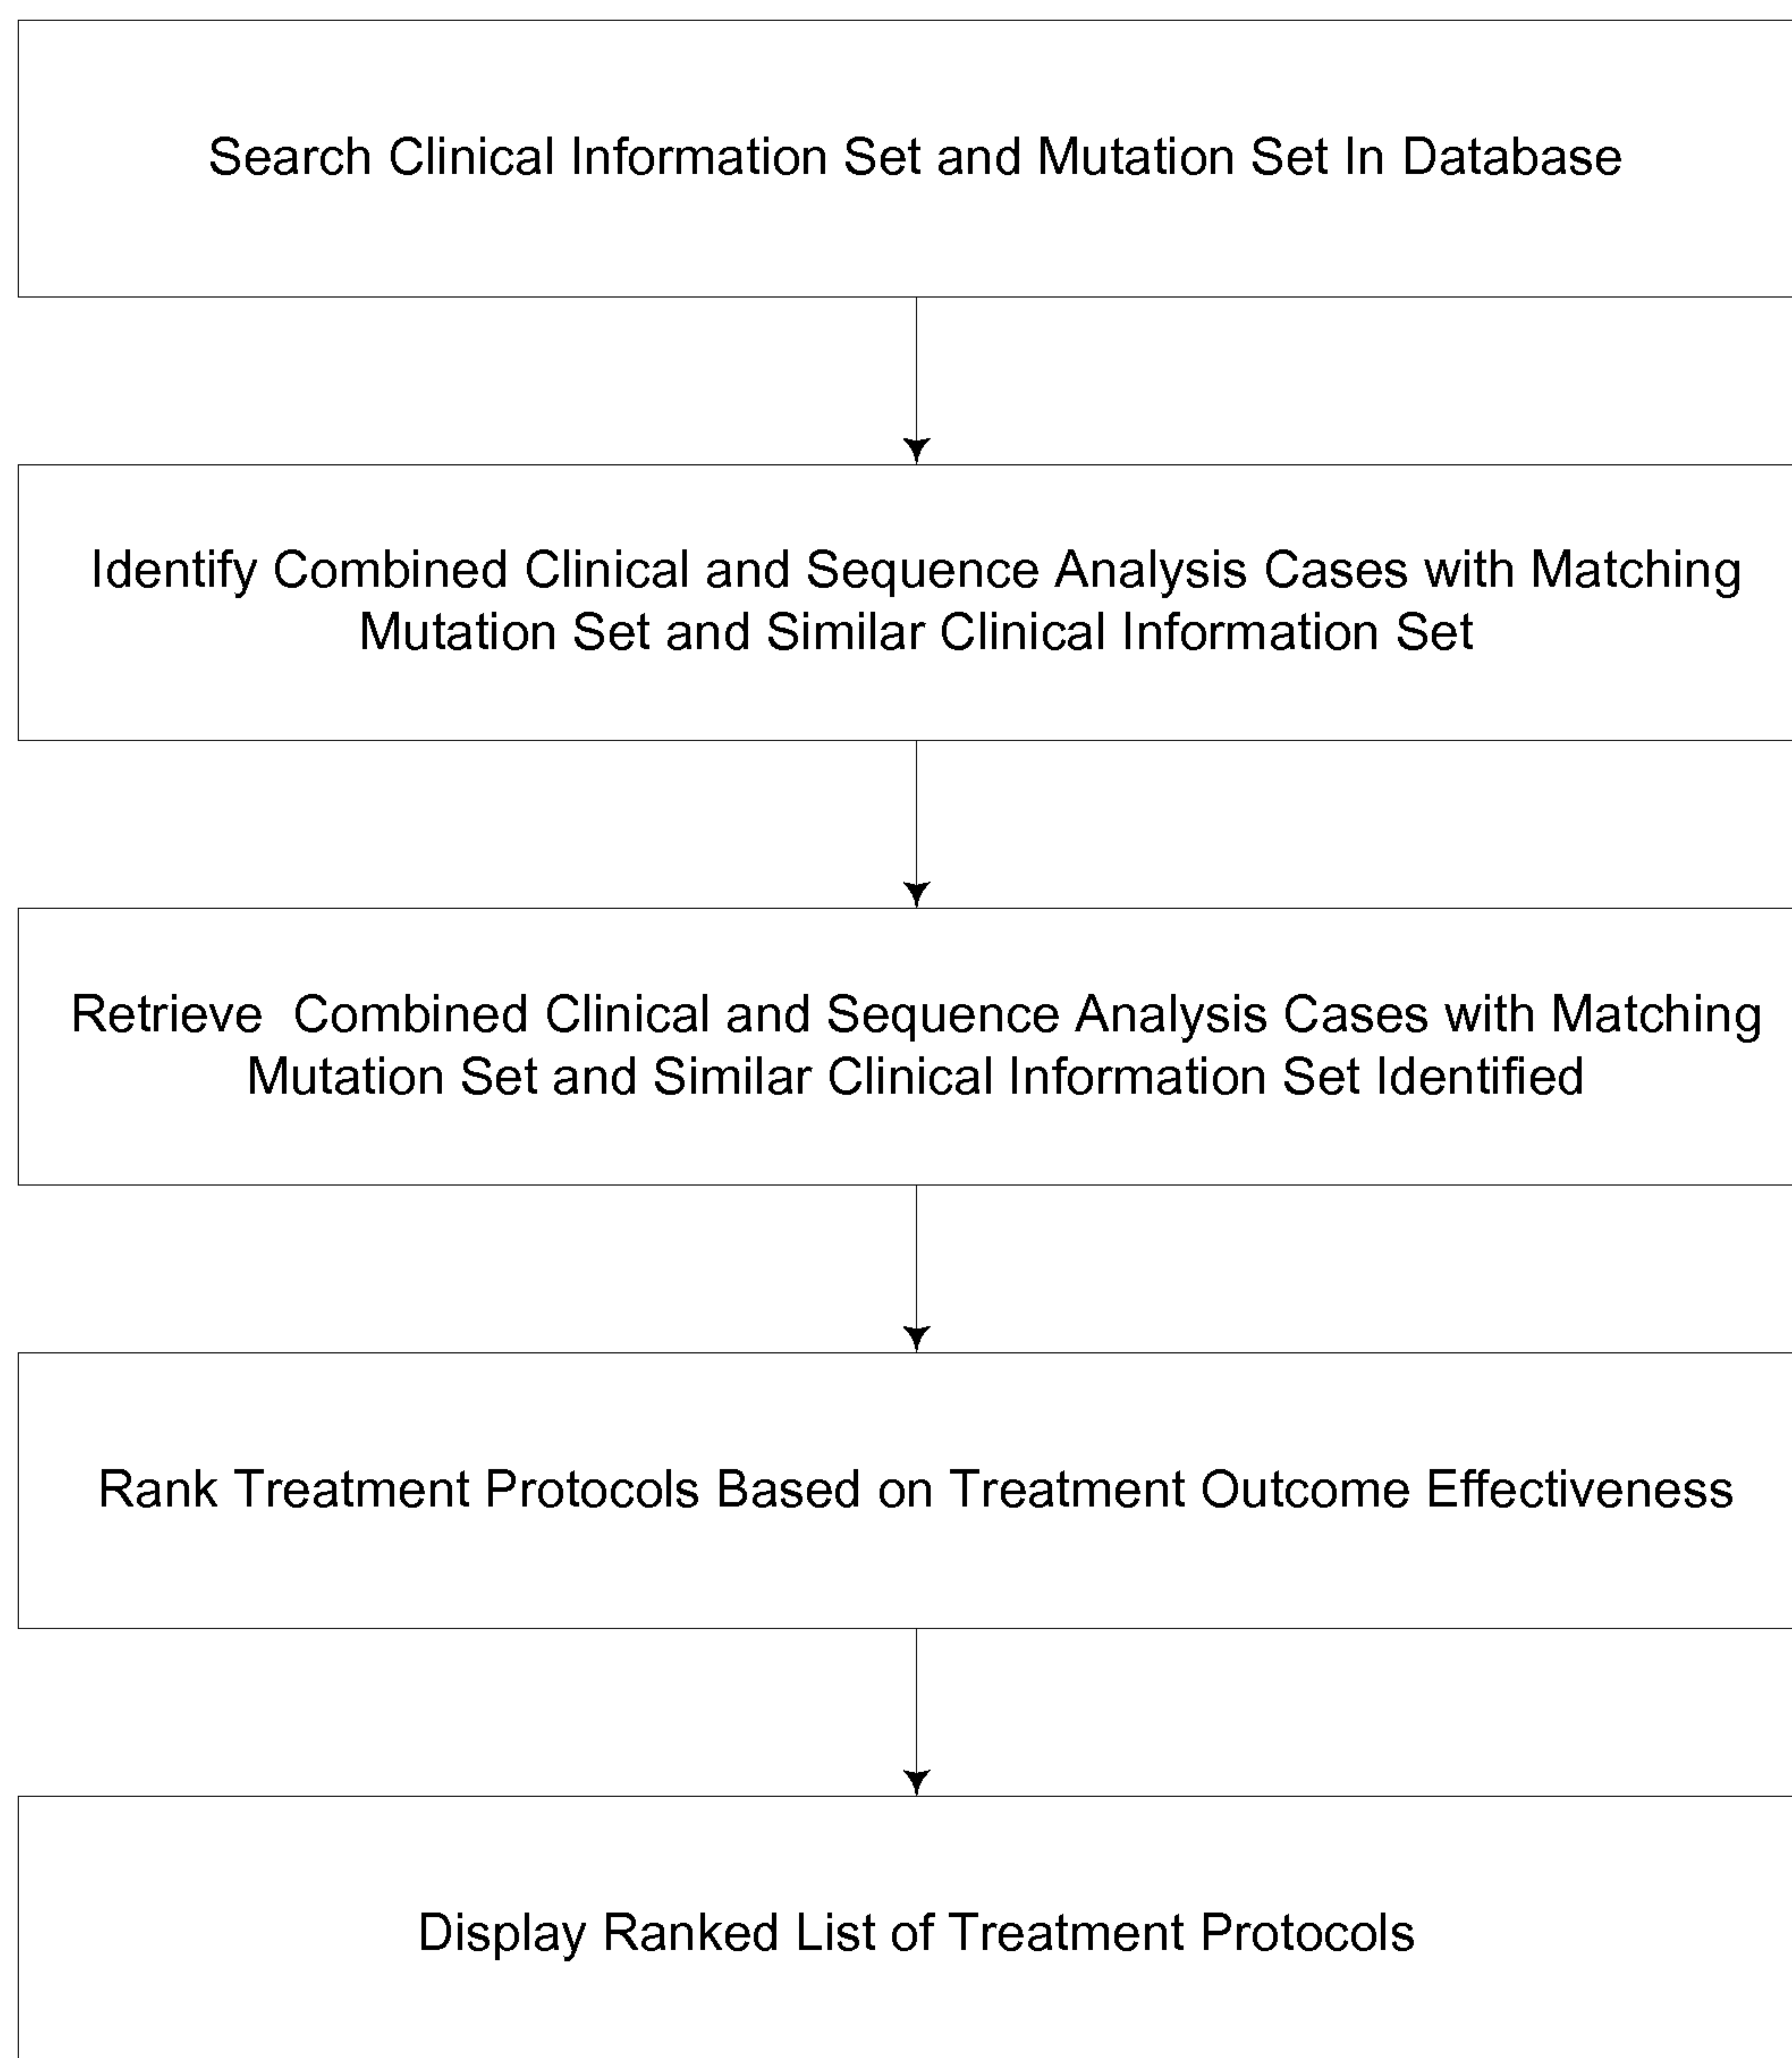 Search Clinical Information Set and Mutation Set In Database
Identify Combined Clinical and Sequence Analysis Cases with Matching
Mutation Set and Similar Clinical Information Set
Retrieve  Combined Clinical and Sequence Analysis Cases with Matching
Mutation Set and Similar Clinical Information Set Identified
Rank Treatment Protocols Based on Treatment Outcome Effectiveness
Display Ranked List of Treatment Protocols